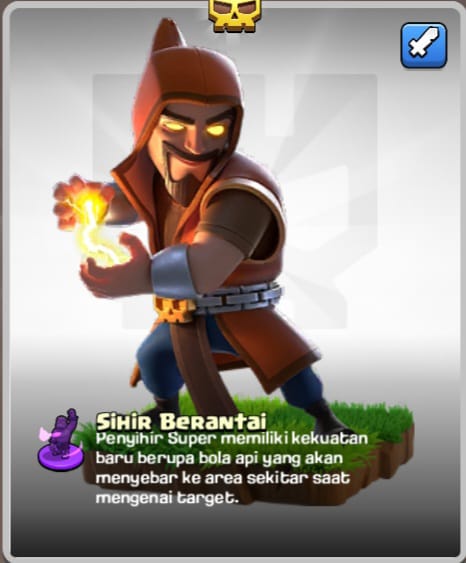 Sihir Berantai
Penyihir Super memiliki kekuatan
baru berupa bola api yang akan
menyebar ke area sekitar saat
mengenai target.